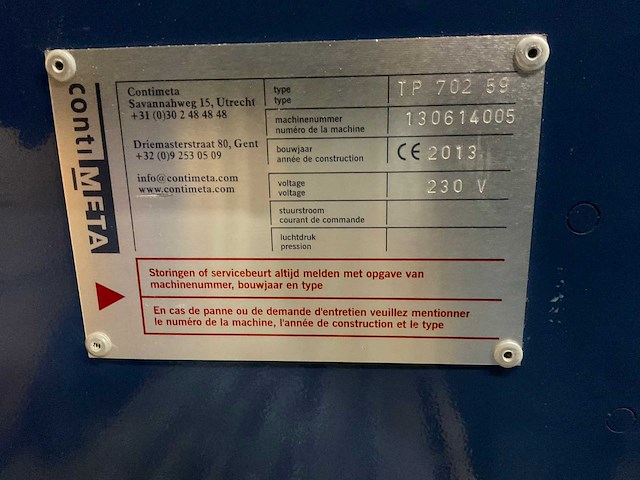 conti META
Contimeta
Savannahweg 15, Utrecht
+31 (0)30 2 48 48 48
Driemasterstraat 80, Gent
+32 (0)9 253 05 09
info@contimeta.com
www.contimeta.com
type
type
TP 702 59
machinenummer
numéro de la machine
130614005
bouwjaar
année de construction
CE 2013
voltage
voltage
230 V
stuurstroom
courant de commande
luchtdruk
pression
Storingen of servicebeurt altijd melden met opgave van
machinenummer, bouwjaar en type
En cas de panne ou de demande d'entretien veuillez mentionner
le numéro de la machine, l'année de construction et le type